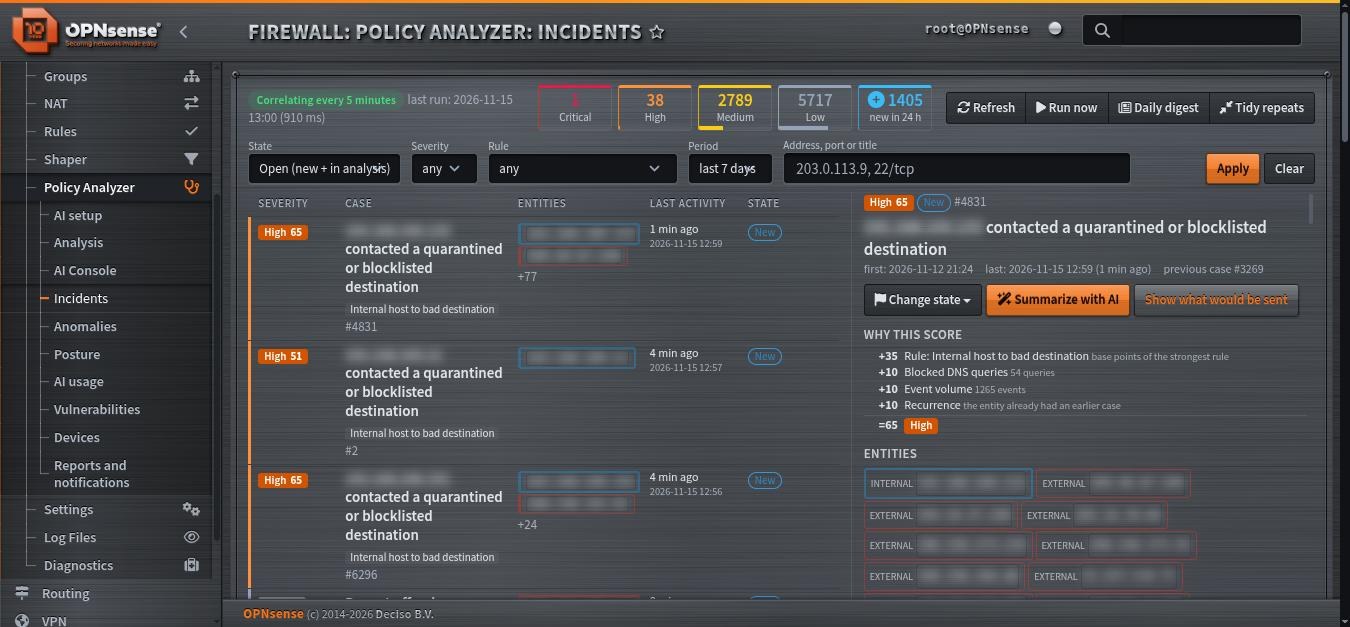 OPNsense
Securing networks made easy
FIREWALL: POLICY ANALYZER: INCIDENTS
root@OPNsense
Groups
NAT
Rules
Shaper
Policy Analyzer
AI setup
Analysis
AI Console
Incidents
Anomalies
Posture
AI usage
Vulnerabilities
Devices
Reports and
notifications
Settings
Log Files
Diagnostics
Routing
VPN
Correlating every 5 minutes last run: 2026-11-15
13:00 (910 ms)
Critical
38
High
2789
Medium
5717
Low
1405
new in 24 h
Refresh
Run now
Daily digest
Tidy repeats
State
Open (new + in analysis)
Severity
any
Rule
any
Period
last 7 days
Address, port or title
203.0.113.9, 22/tcp
Apply
Clear
SEVERITY CASE ENTITIES LAST ACTIVITY STATE
High 65
contacted a quarantined
or blocklisted
destination
Internal host to bad destination
#4831
+77
1 min ago
2026-11-15 12:59
New
High 51
contacted a quarantined
or blocklisted
destination
Internal host to bad destination
#2
4 min ago
2026-11-15 12:57
New
High 65
contacted a quarantined
or blocklisted
destination
Internal host to bad destination
#6296
+24
4 min ago
2026-11-15 12:56
New
High 65 New #4831
contacted a quarantined or blocklisted
destination
first: 2026-11-12 21:24 last: 2026-11-15 12:59 (1 min ago) previous case #3269
Change state
Summarize with AI
Show what would be sent
WHY THIS SCORE
+35 Rule: Internal host to bad destination base points of the strongest rule
+10 Blocked DNS queries 54 queries
+10 Event volume 1265 events
+10 Recurrence the entity already had an earlier case
=65 High
ENTITIES
INTERNAL
EXTERNAL
EXTERNAL
EXTERNAL
EXTERNAL
EXTERNAL
EXTERNAL
EXTERNAL
OPNsense (c) 2014-2026 Deciso B.V.